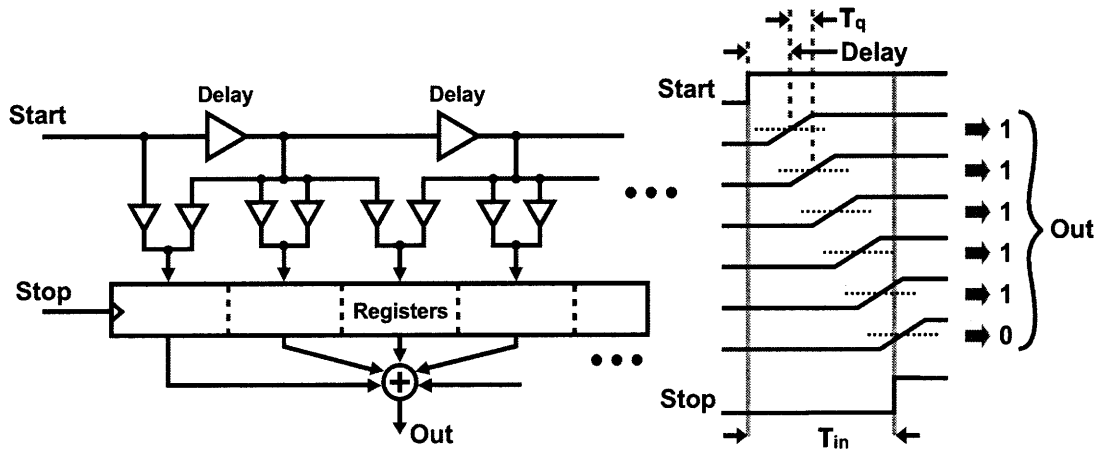 Start
Delay
Delay
Stop
Registers
+
Out
Tq
Delay
Start
1
1
1
1
1
0
Out
Stop
Tin